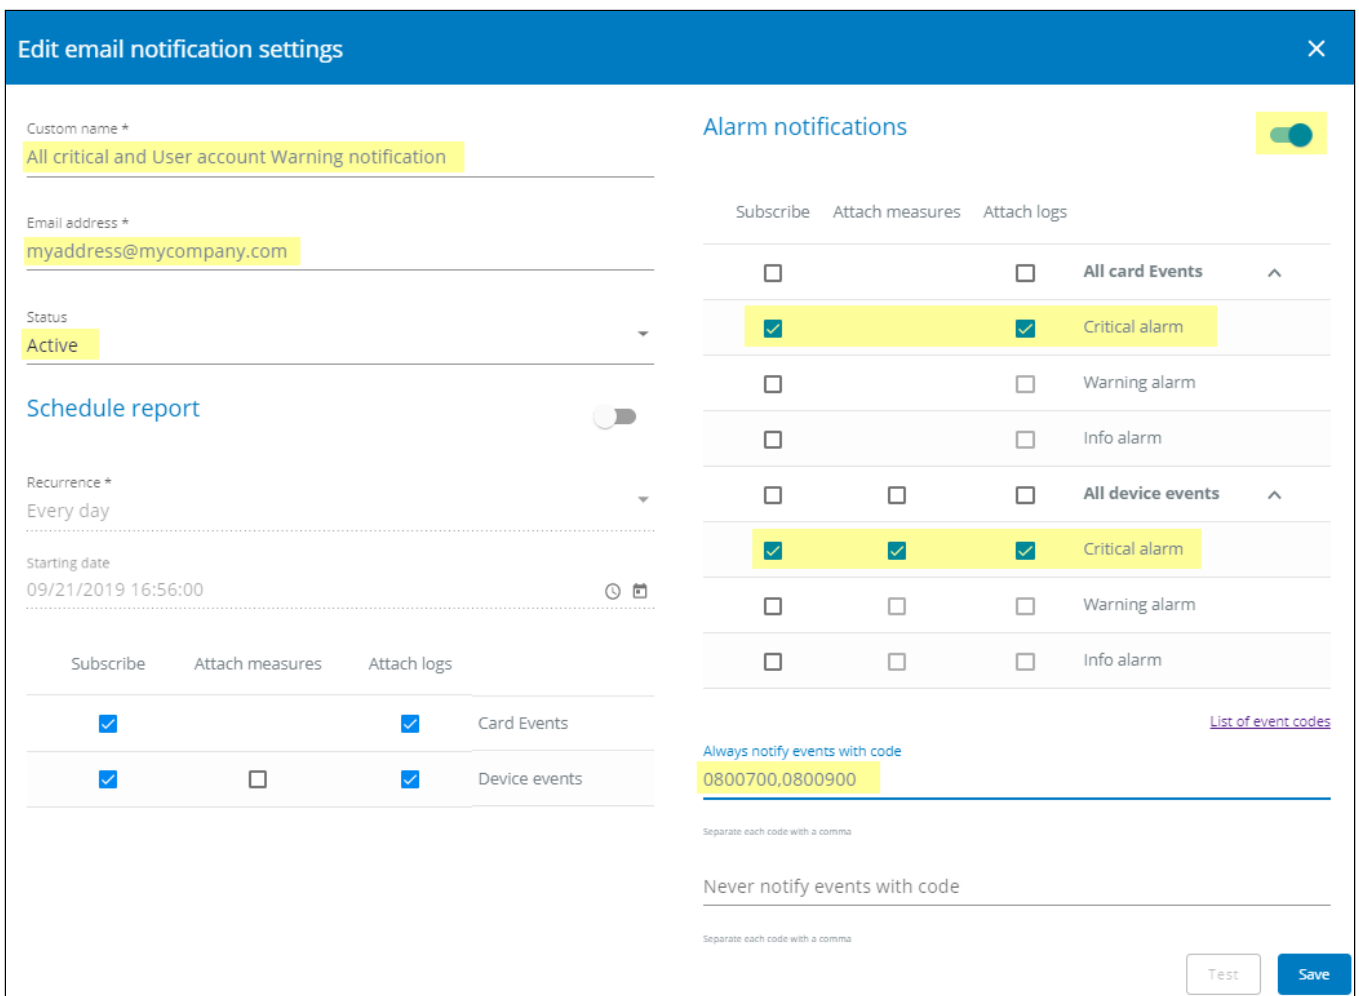 Edit email notification settings
Custom name *
All critical and User account Warning notification
Email address *
myaddress@mycompany.com
Status
Active
Schedule report
Recurrence *
Every day
Starting date
09/21/2019 16:56:00
Subscribe Attach measures Attach logs
Card Events
Device events
Alarm notifications
Subscribe Attach measures Attach logs
All card Events
Critical alarm
Warning alarm
Info alarm
All device events
Critical alarm
Warning alarm
Info alarm
List of event codes
Always notify events with code
0800700,0800900
Separate each code with a comma
Never notify events with code
Separate each code with a comma
Test Save